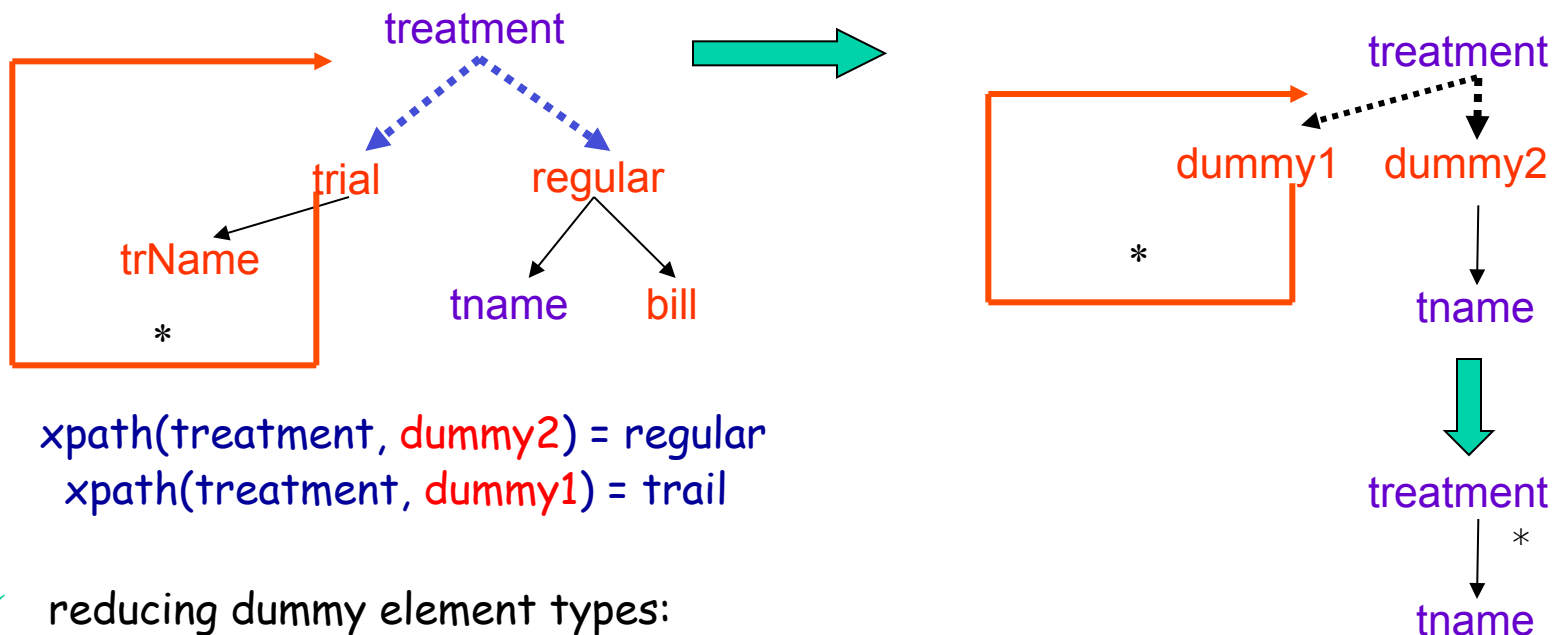 treatment
trial
regular
trName
tname
bill
*
treatment
dummy1
dummy2
*
tname
treatment
*
tname
xpath(treatment, dummy2) = regular
xpath(treatment, dummy1) = trail
reducing dummy element types: